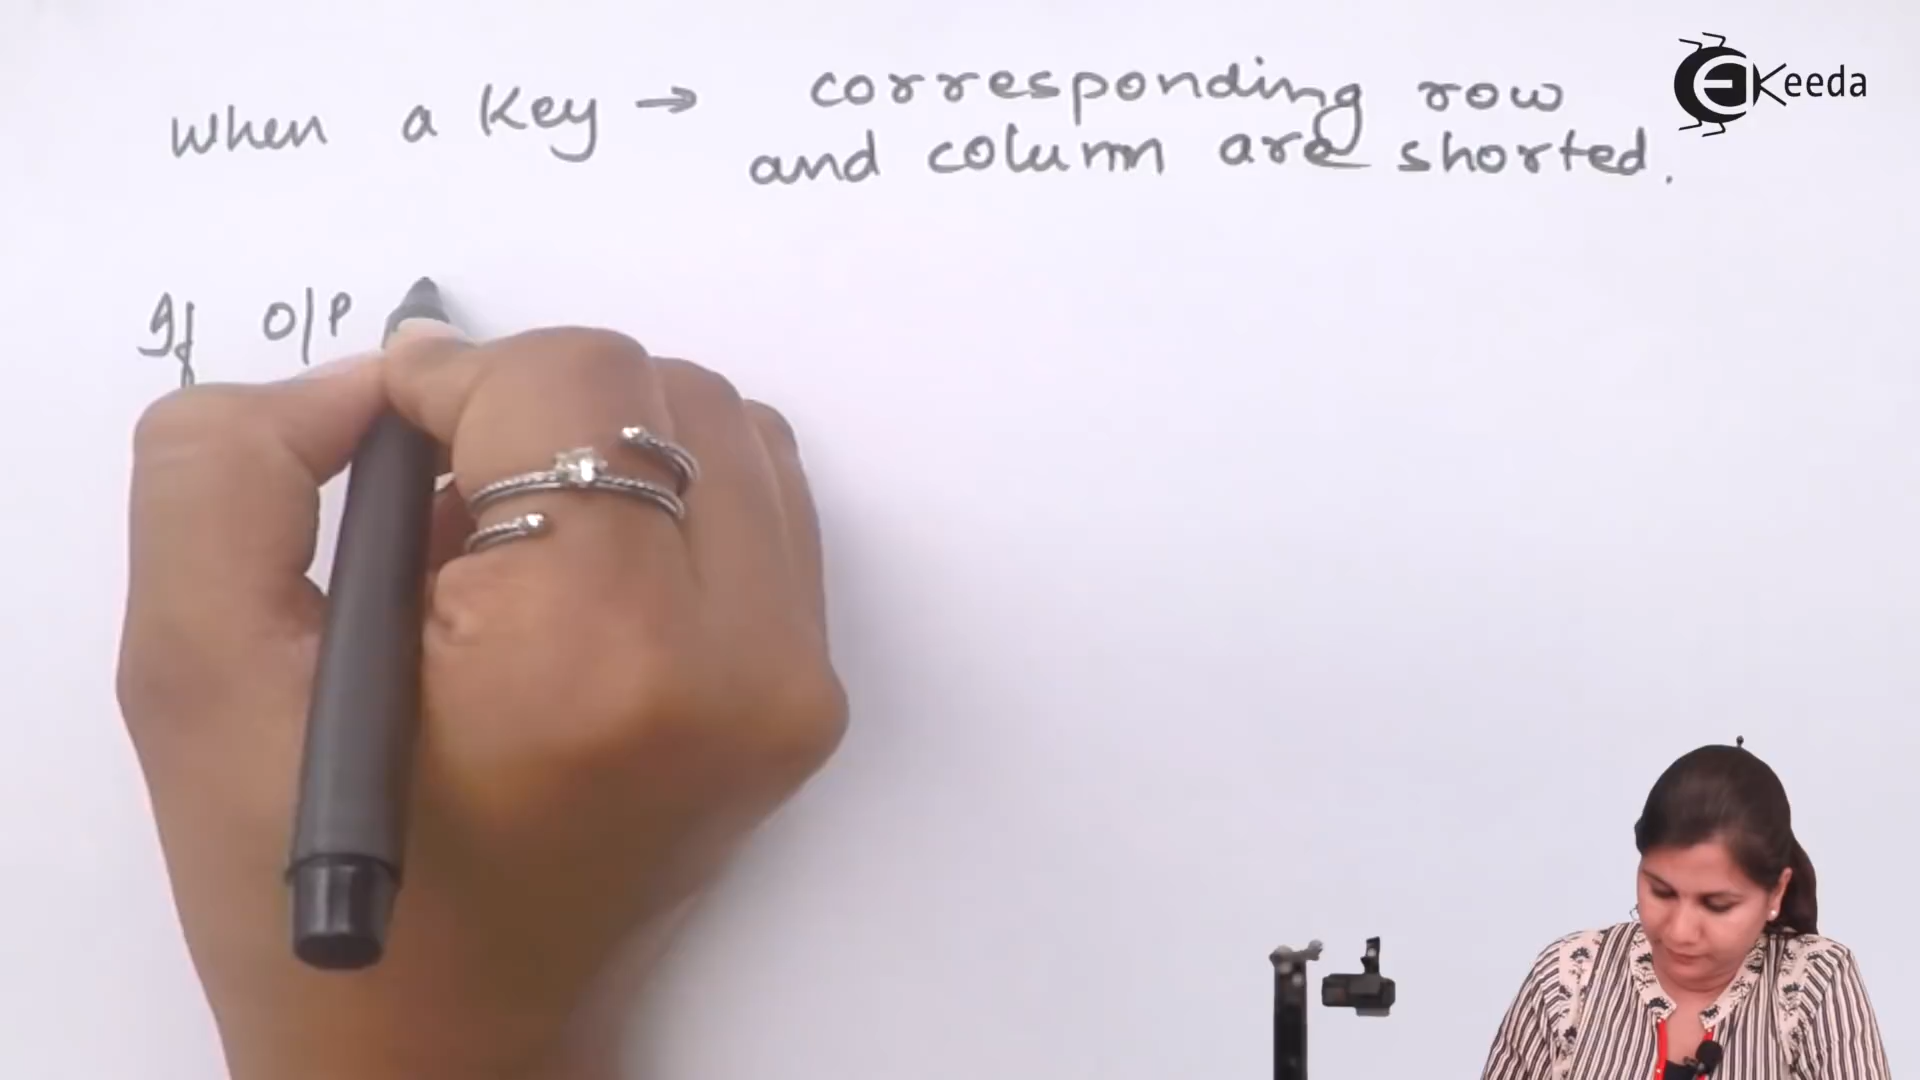 When a Key → corresponding row
and column are shorted.
If O/P
EKeeda